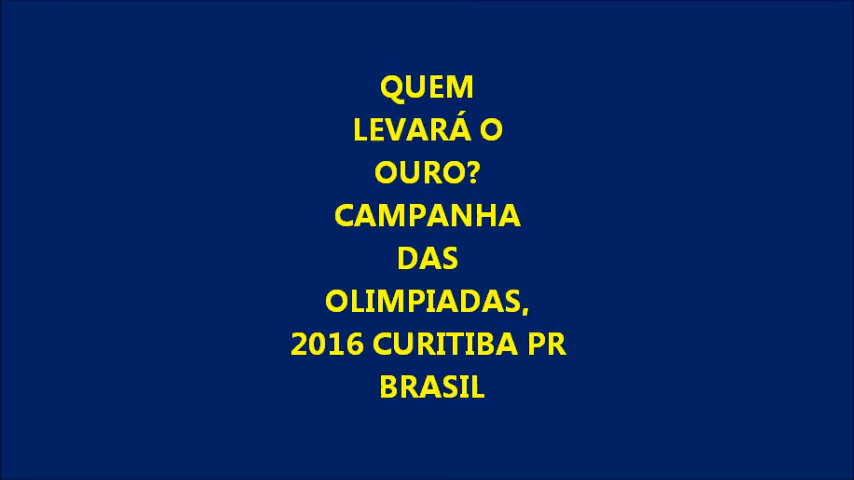 QUEM
LEVARÁ O
OURO?
CAMPANHA
DAS
OLIMPIADAS,
2016 CURITIBA PR
BRASIL